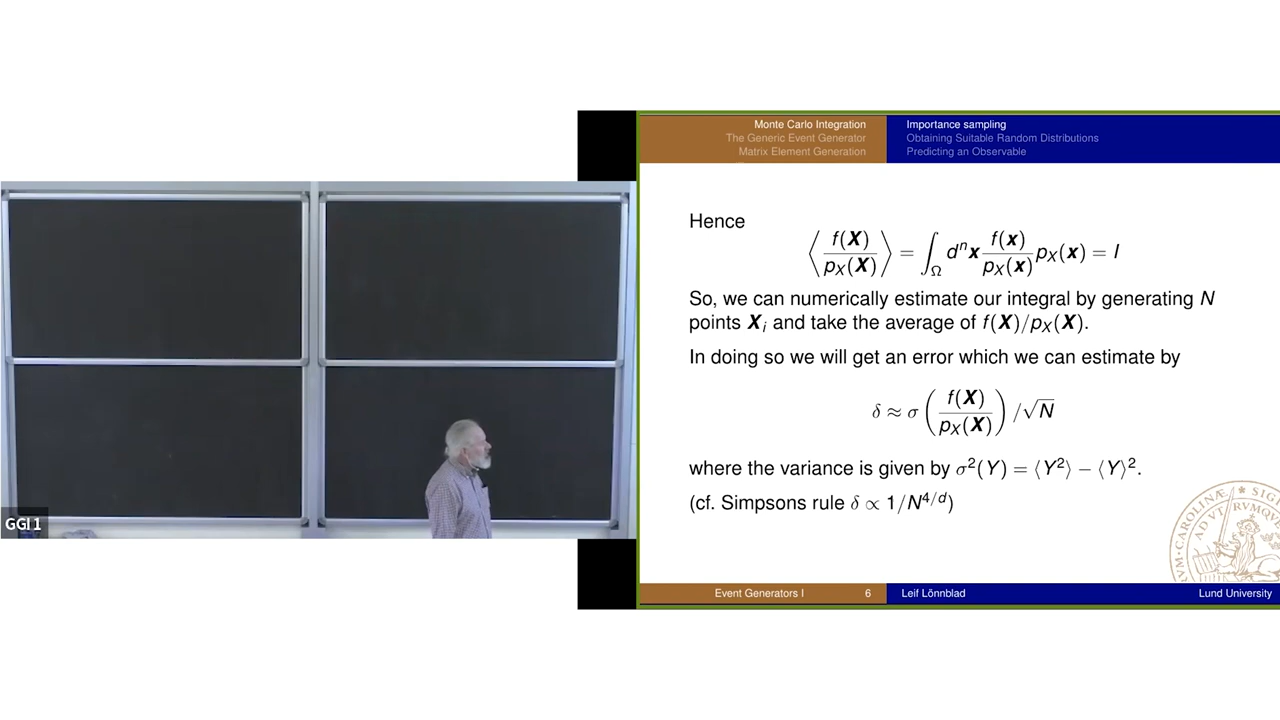 Monte Carlo Integration
The Generic Event Generator
Matrix Element Generation
Importance sampling
Obtaining Suitable Random Distributions
Predicting an Observable
Hence
⟨ f(X) / p_X(X) ⟩ = ∫_Ω dⁿx f(x) / p_X(x) p_X(x) = I
So, we can numerically estimate our integral by generating N
points X_i and take the average of f(X)/p_X(X).
In doing so we will get an error which we can estimate by
δ ≈ σ ( f(X) / p_X(X) ) /√N
where the variance is given by σ²(Y) = ⟨Y²⟩ − ⟨Y⟩².
(cf. Simpsons rule δ ∝ 1/N^{4/d})
GGI 1
Event Generators I
6
Leif Lönnblad
Lund University